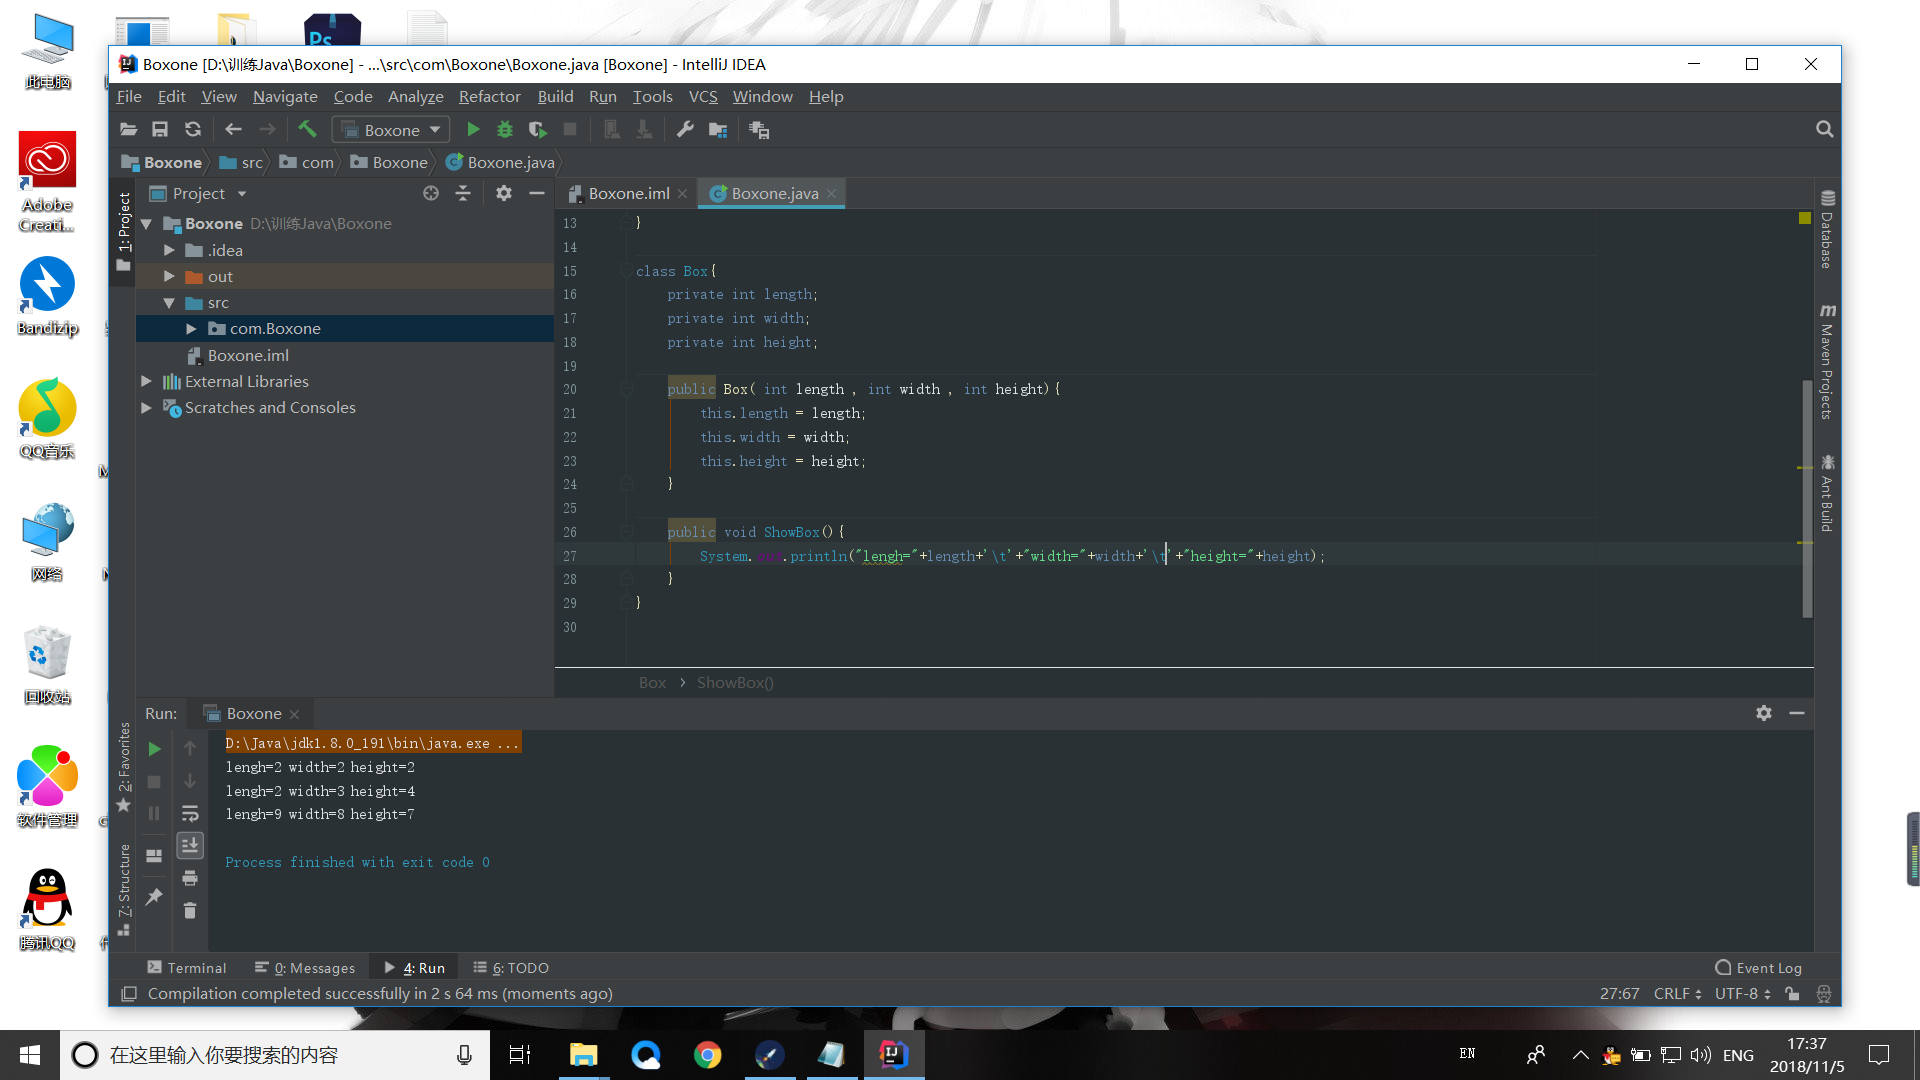 此电脑
Ps
Adobe
Creati...
Bandizip
QQ音乐
网络
回收站
软件管理
腾讯QQ
Boxone [D:\训练Java\Boxone] - ...\src\com\Boxone\Boxone.java [Boxone] - IntelliJ IDEA
File Edit View Navigate Code Analyze Refactor Build Run Tools VCS Window Help
Boxone
Boxone src com Boxone Boxone.java
1: Project
2: Favorites
7: Structure
Project
Boxone D:\训练Java\Boxone
.idea
out
src
com.Boxone
Boxone.iml
External Libraries
Scratches and Consoles
Boxone.iml Boxone.java
13 }
14
15 class Box{
16 private int length;
17 private int width;
18 private int height;
19
20 public Box( int length , int width , int height){
21 this.length = length;
22 this.width = width;
23 this.height = height;
24 }
25
26 public void ShowBox(){
27 System.out.println("lengh="+length+'\t'+"width="+width+'\t'+"height="+height);
28 }
29 }
30
Box › ShowBox()
Database
m Maven Projects
Ant Build
Run: Boxone
D:\Java\jdk1.8.0_191\bin\java.exe ...
lengh=2 width=2 height=2
lengh=2 width=3 height=4
lengh=9 width=8 height=7
Process finished with exit code 0
Terminal 0: Messages 4: Run 6: TODO Event Log
Compilation completed successfully in 2 s 64 ms (moments ago) 27:67 CRLF UTF-8
在这里输入你要搜索的内容
EN ENG
17:37
2018/11/5